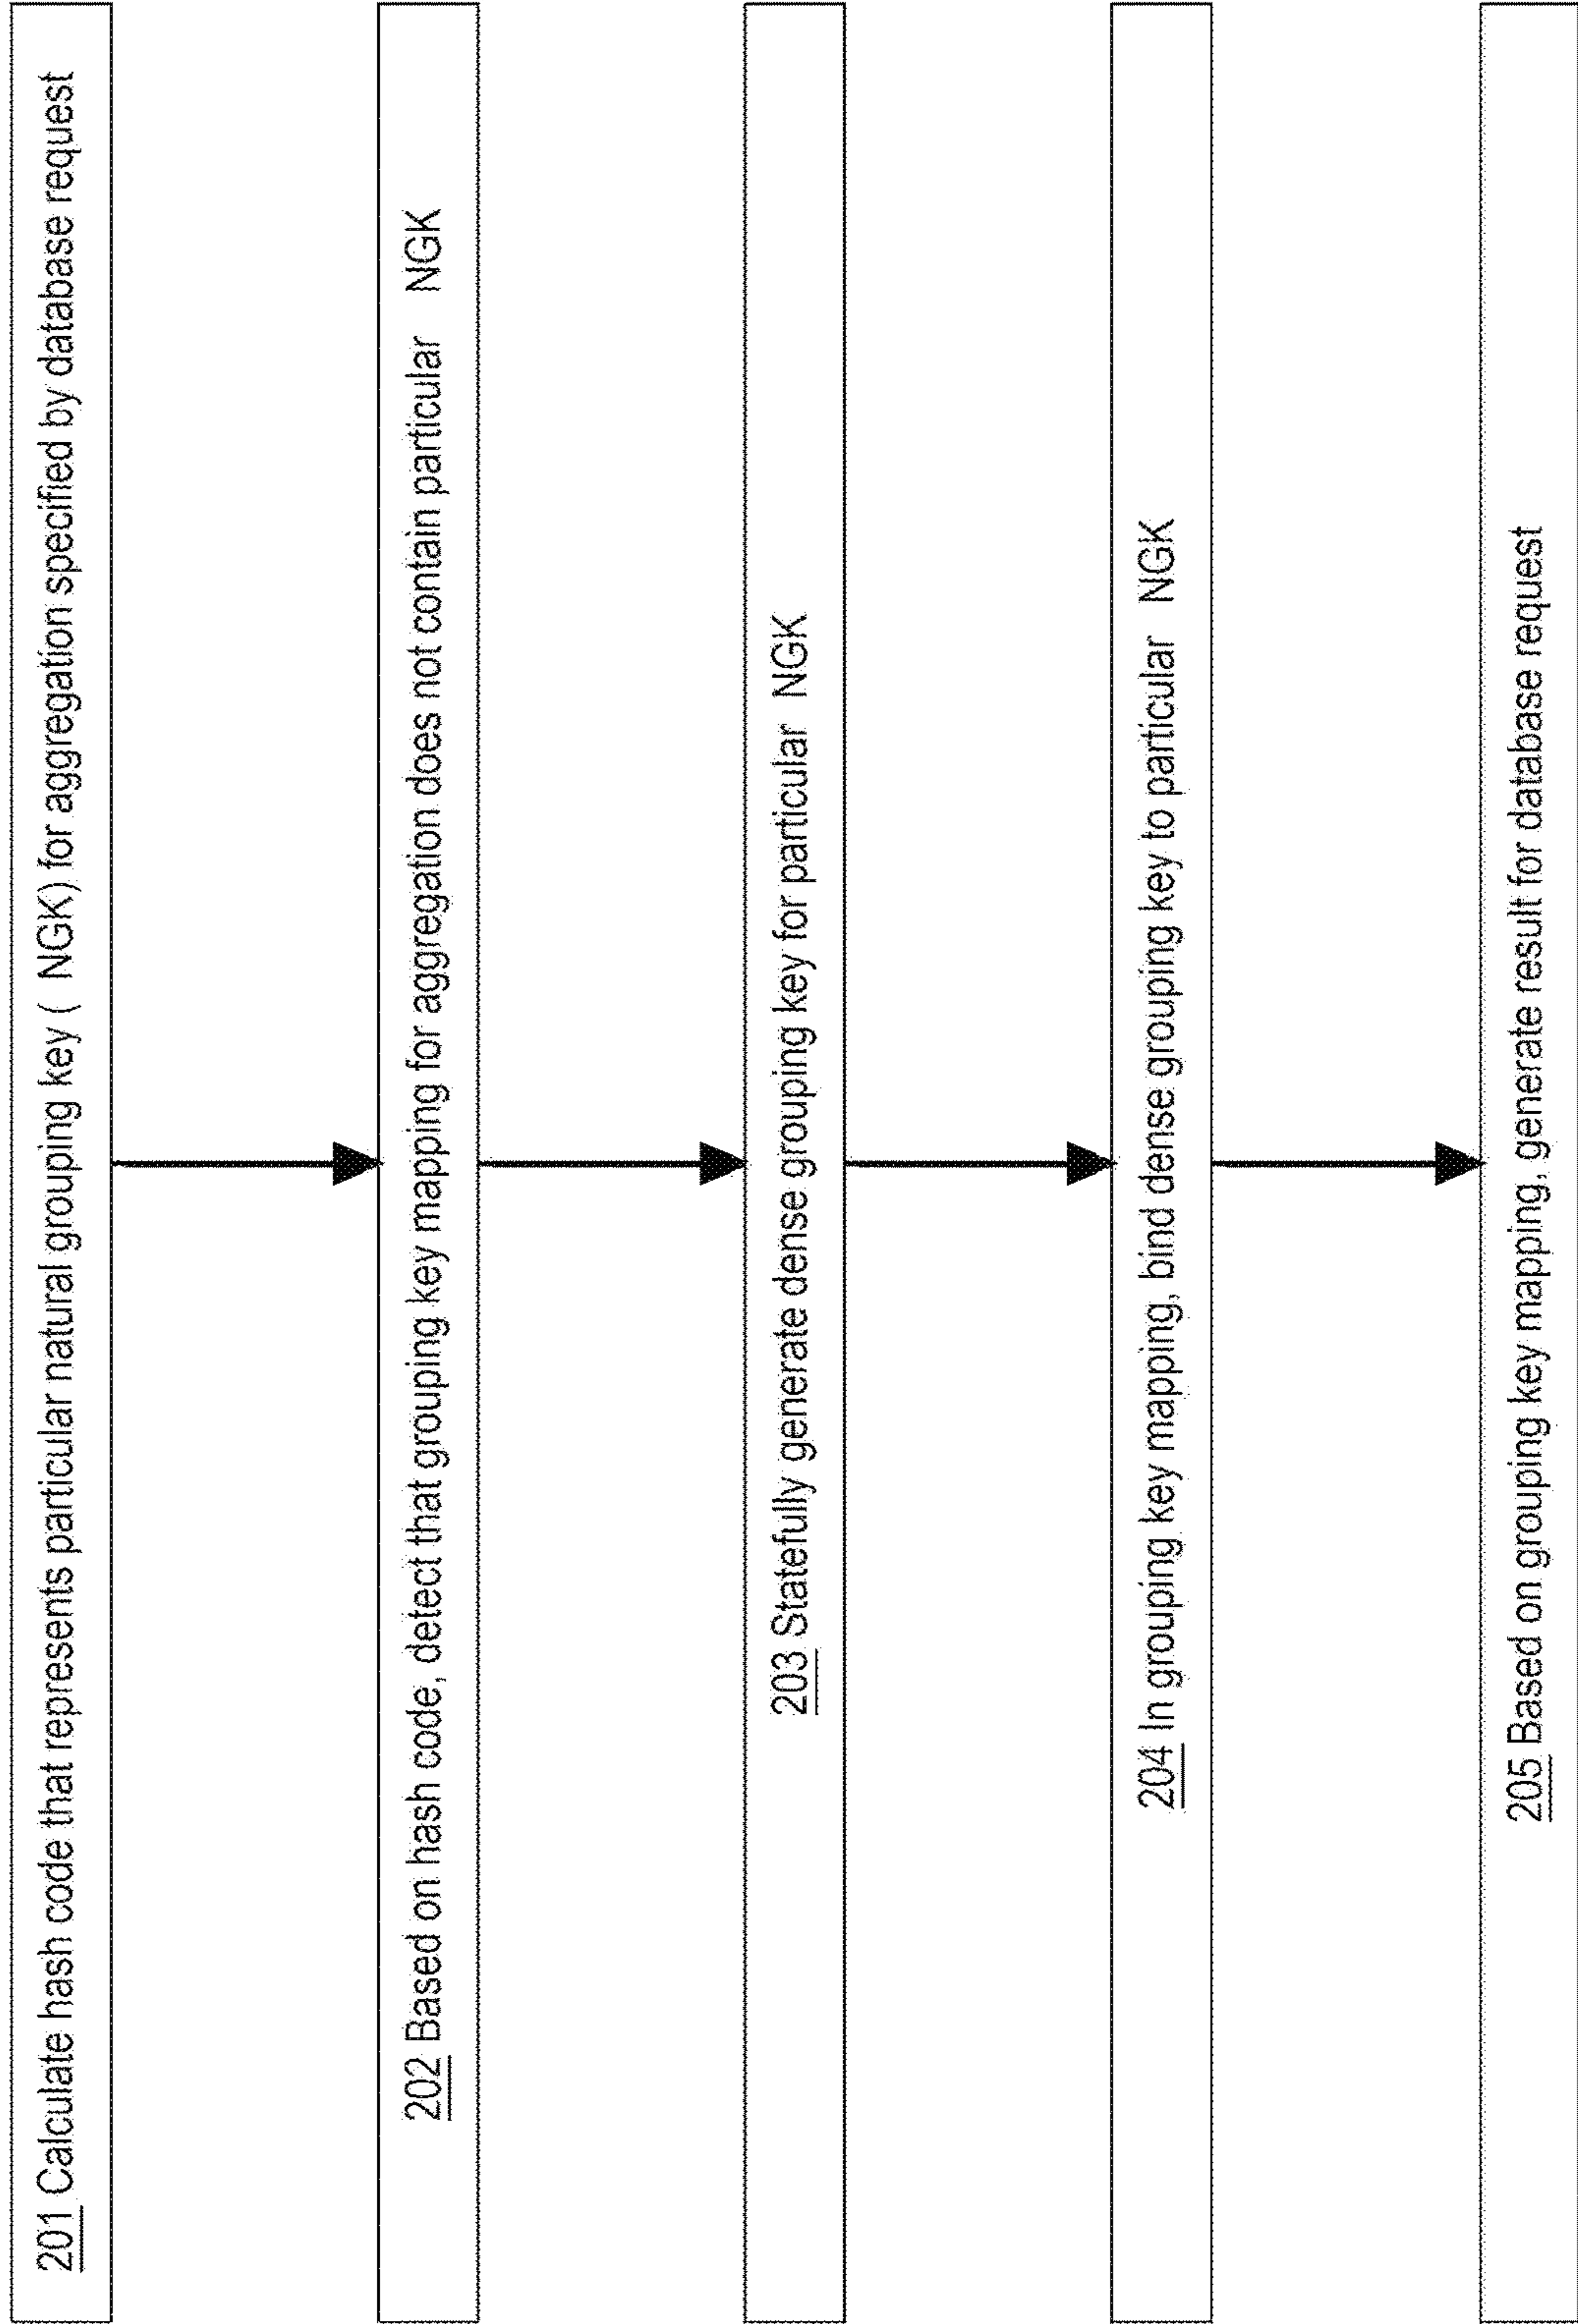 201 Calculate hash code that represents particular natural grouping key ( NGK) for aggregation specified by database request
202 Based on hash code, detect that grouping key mapping for aggregation does not contain particular NGK
203 Statefully generate dense grouping key for particular NGK
204 In grouping key mapping, bind dense grouping key to particular NGK
205 Based on grouping key mapping, generate result for database request